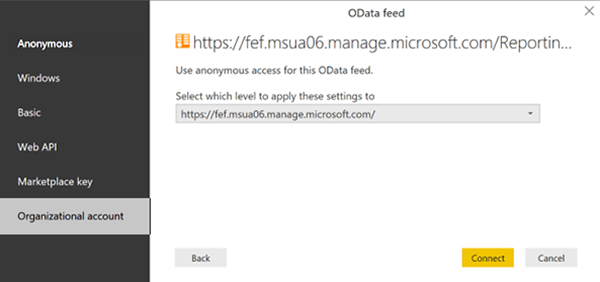 OData feed
Anonymous
Windows
Basic
Web API
Marketplace key
Organizational account
https://fef.msua06.manage.microsoft.com/Reportin...
Use anonymous access for this OData feed.
Select which level to apply these settings to
https://fef.msua06.manage.microsoft.com/
Back
Connect
Cancel